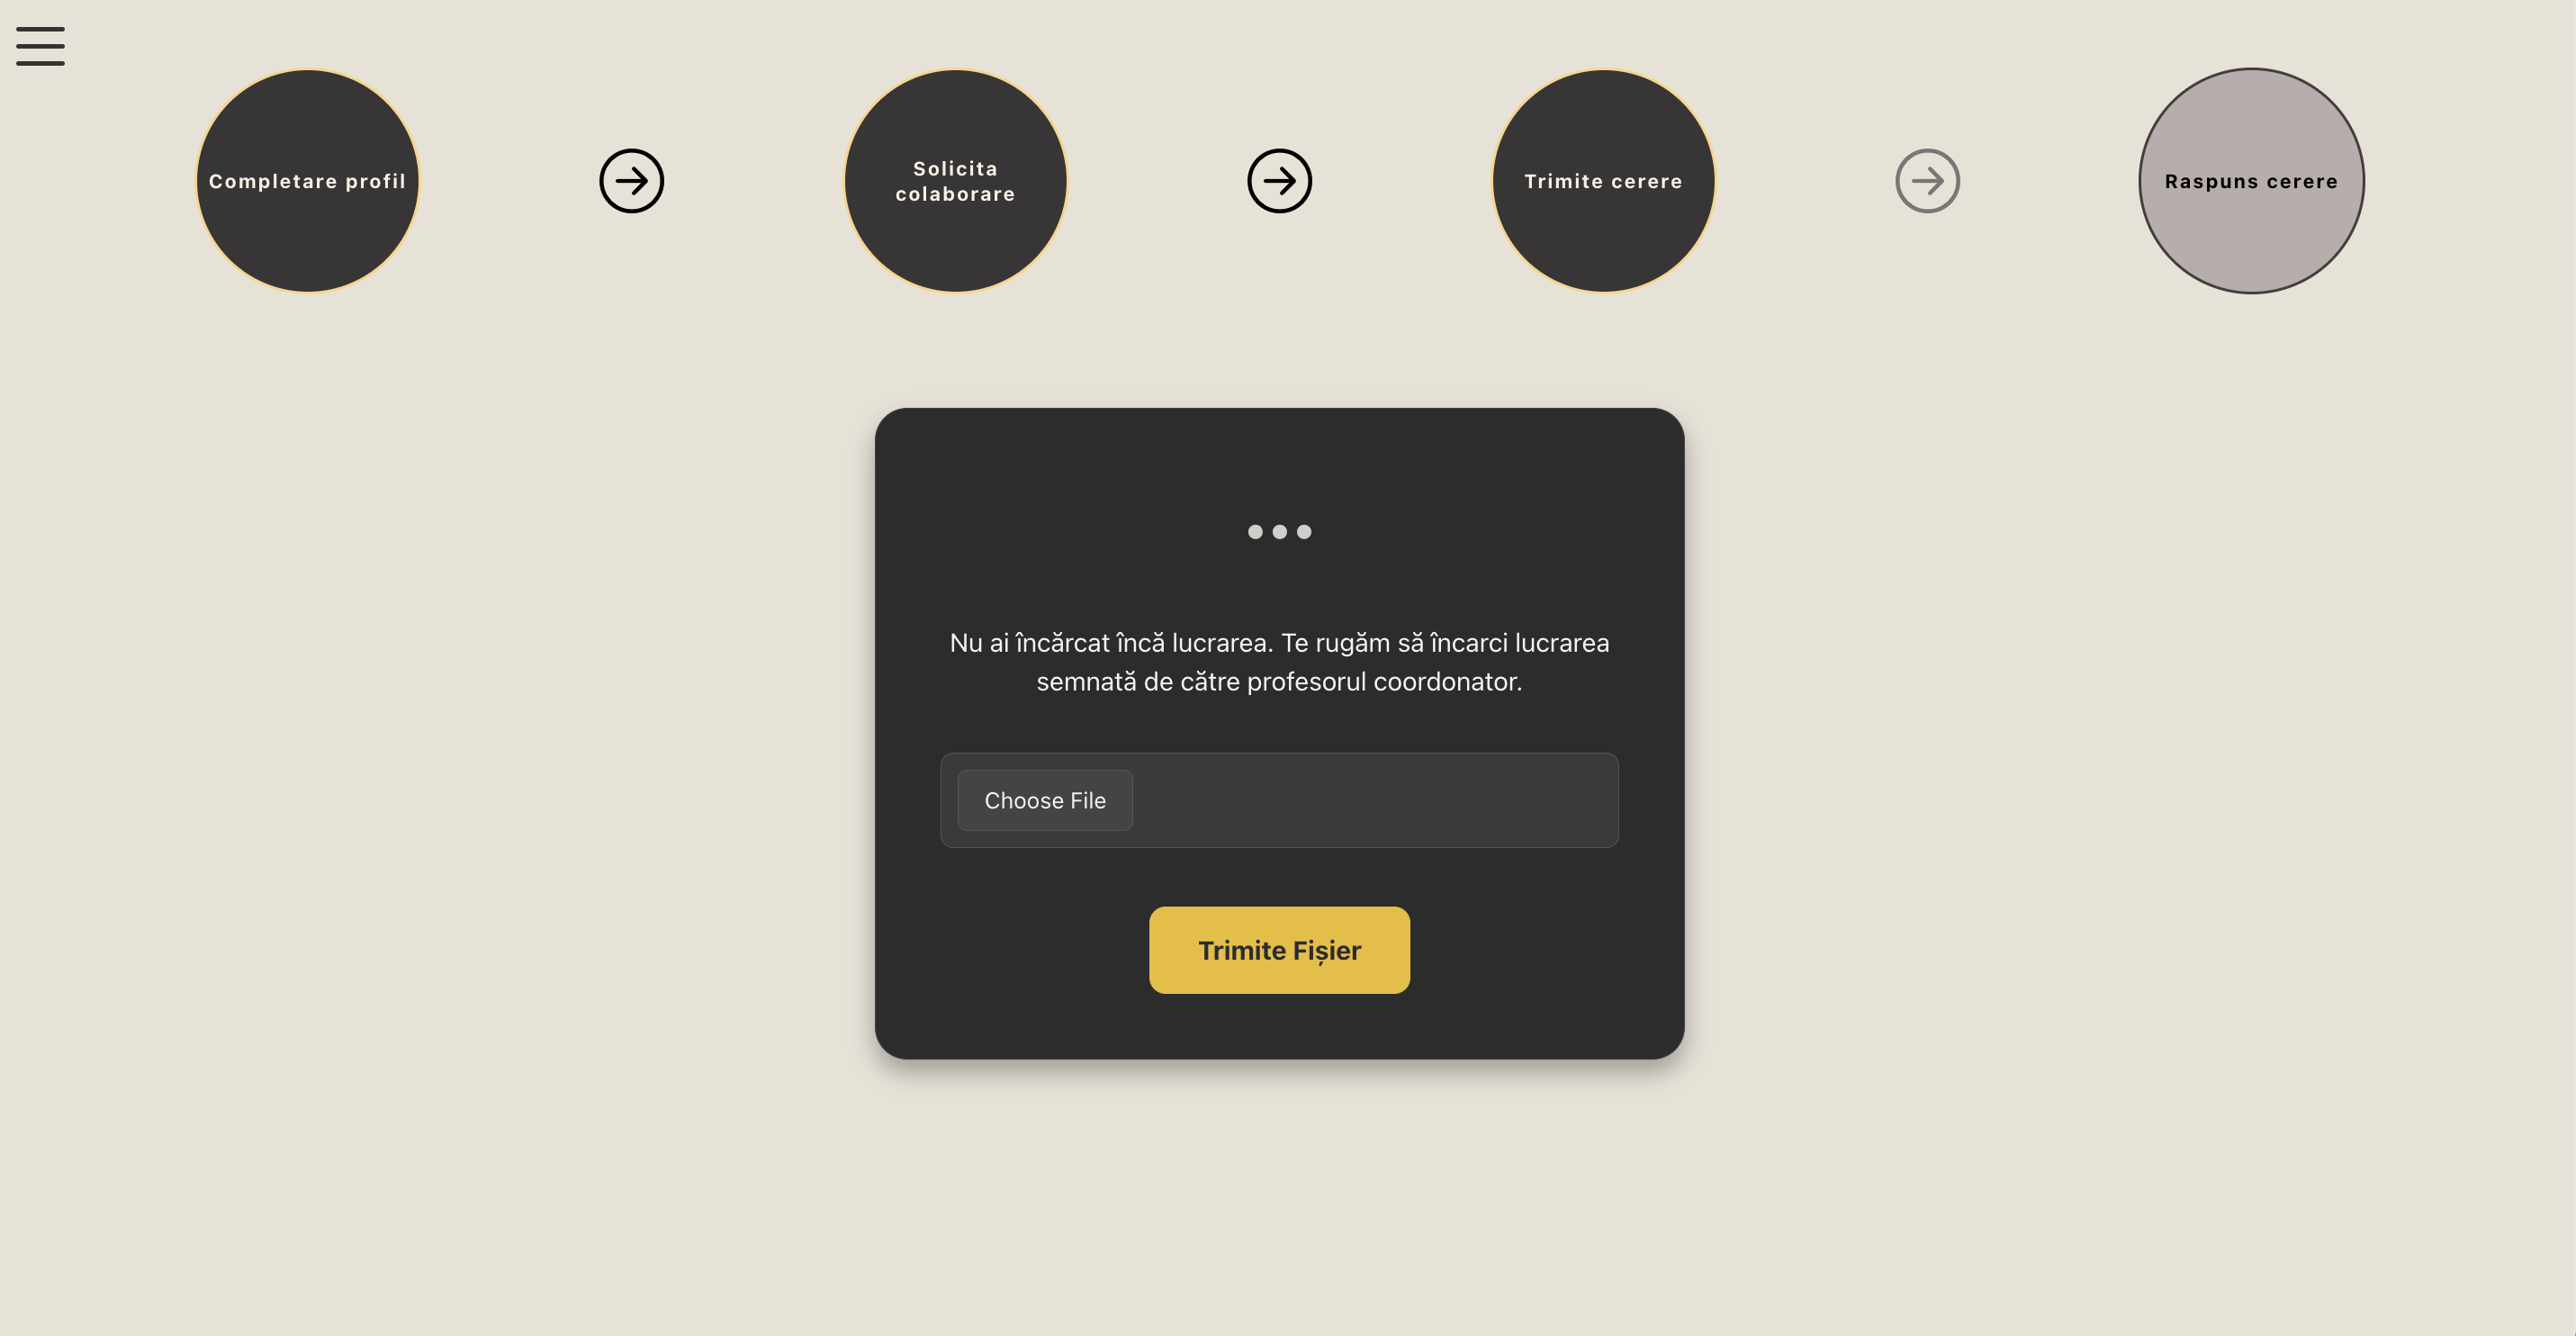 Completare profil
Solicita
colaborare
Trimite cerere
Raspuns cerere
Nu ai încărcat încă lucrarea. Te rugăm să încarci lucrarea
semnată de către profesorul coordonator.
Choose File
Trimite Fișier